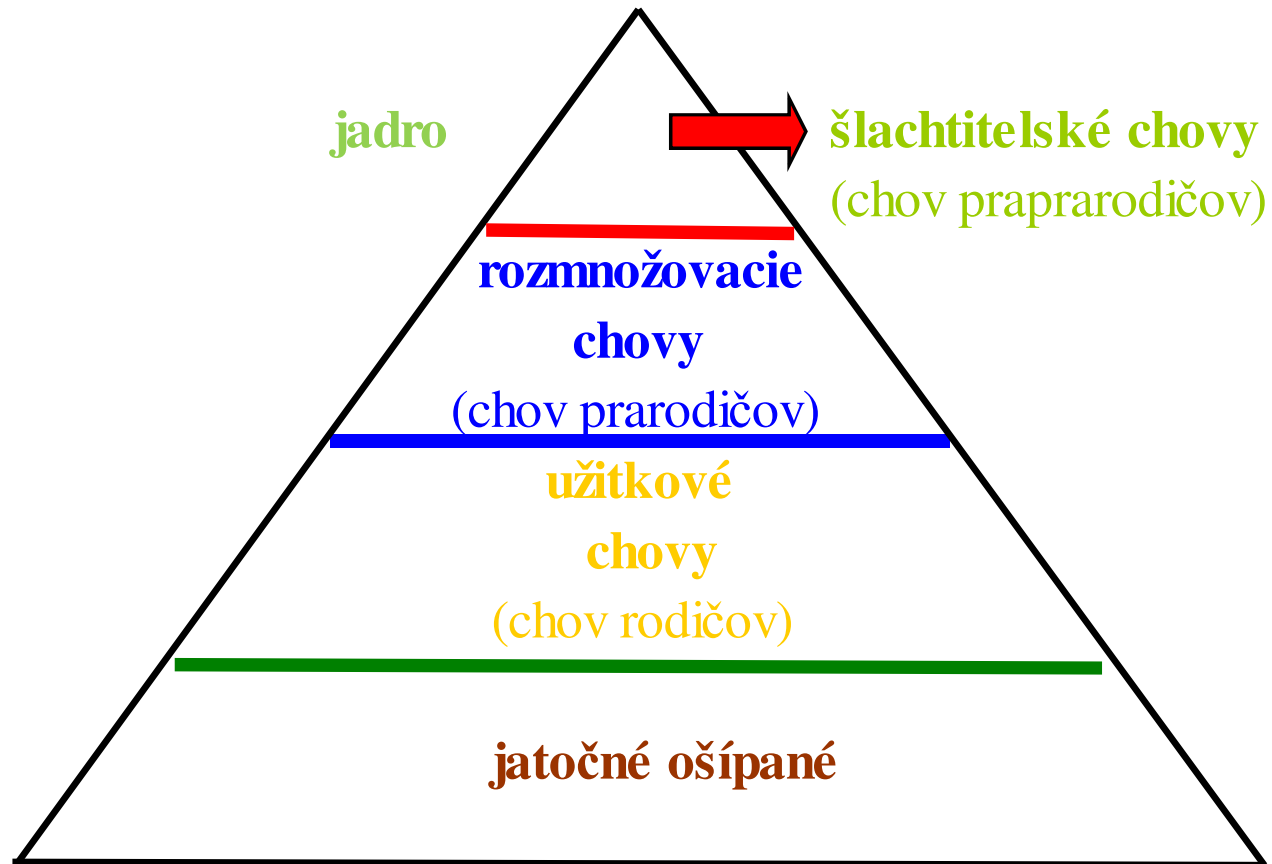 jadro
šlachtitelské chovy
(chov praprarodičov)
rozmnožovacie
chovy
(chov prarodičov)
užitkové
chovy
(chov rodičov)
jatočné ošípané